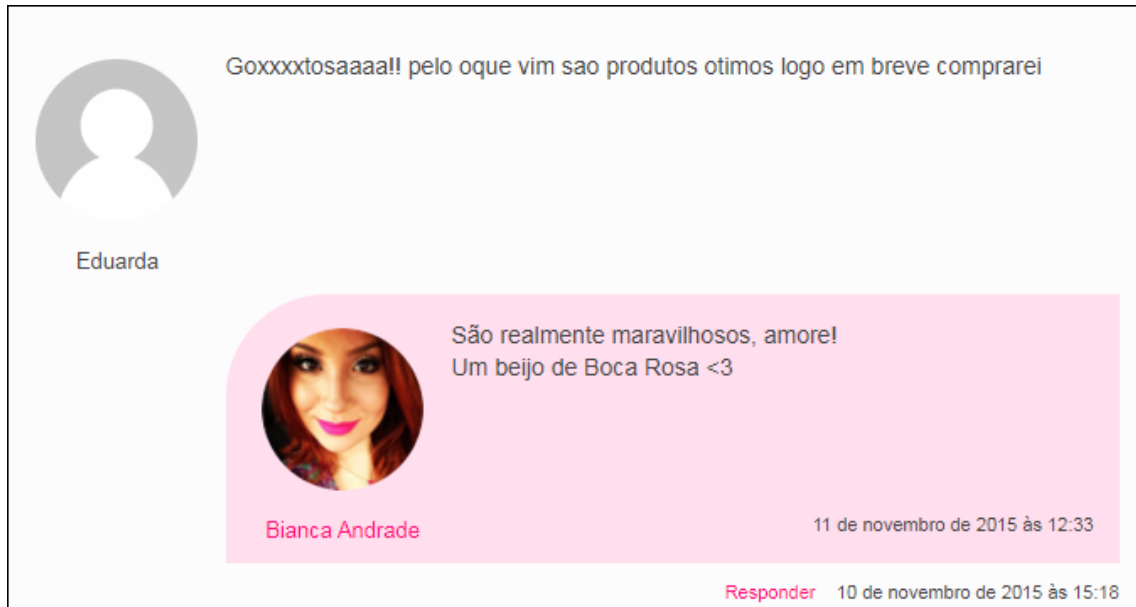 Goxxxxtosaaaa!! pelo oque vim sao produtos otimos logo em breve comprarei
Eduarda
São realmente maravilhosos, amore!
Um beijo de Boca Rosa <3
Bianca Andrade
11 de novembro de 2015 às 12:33
Responder 10 de novembro de 2015 às 15:18